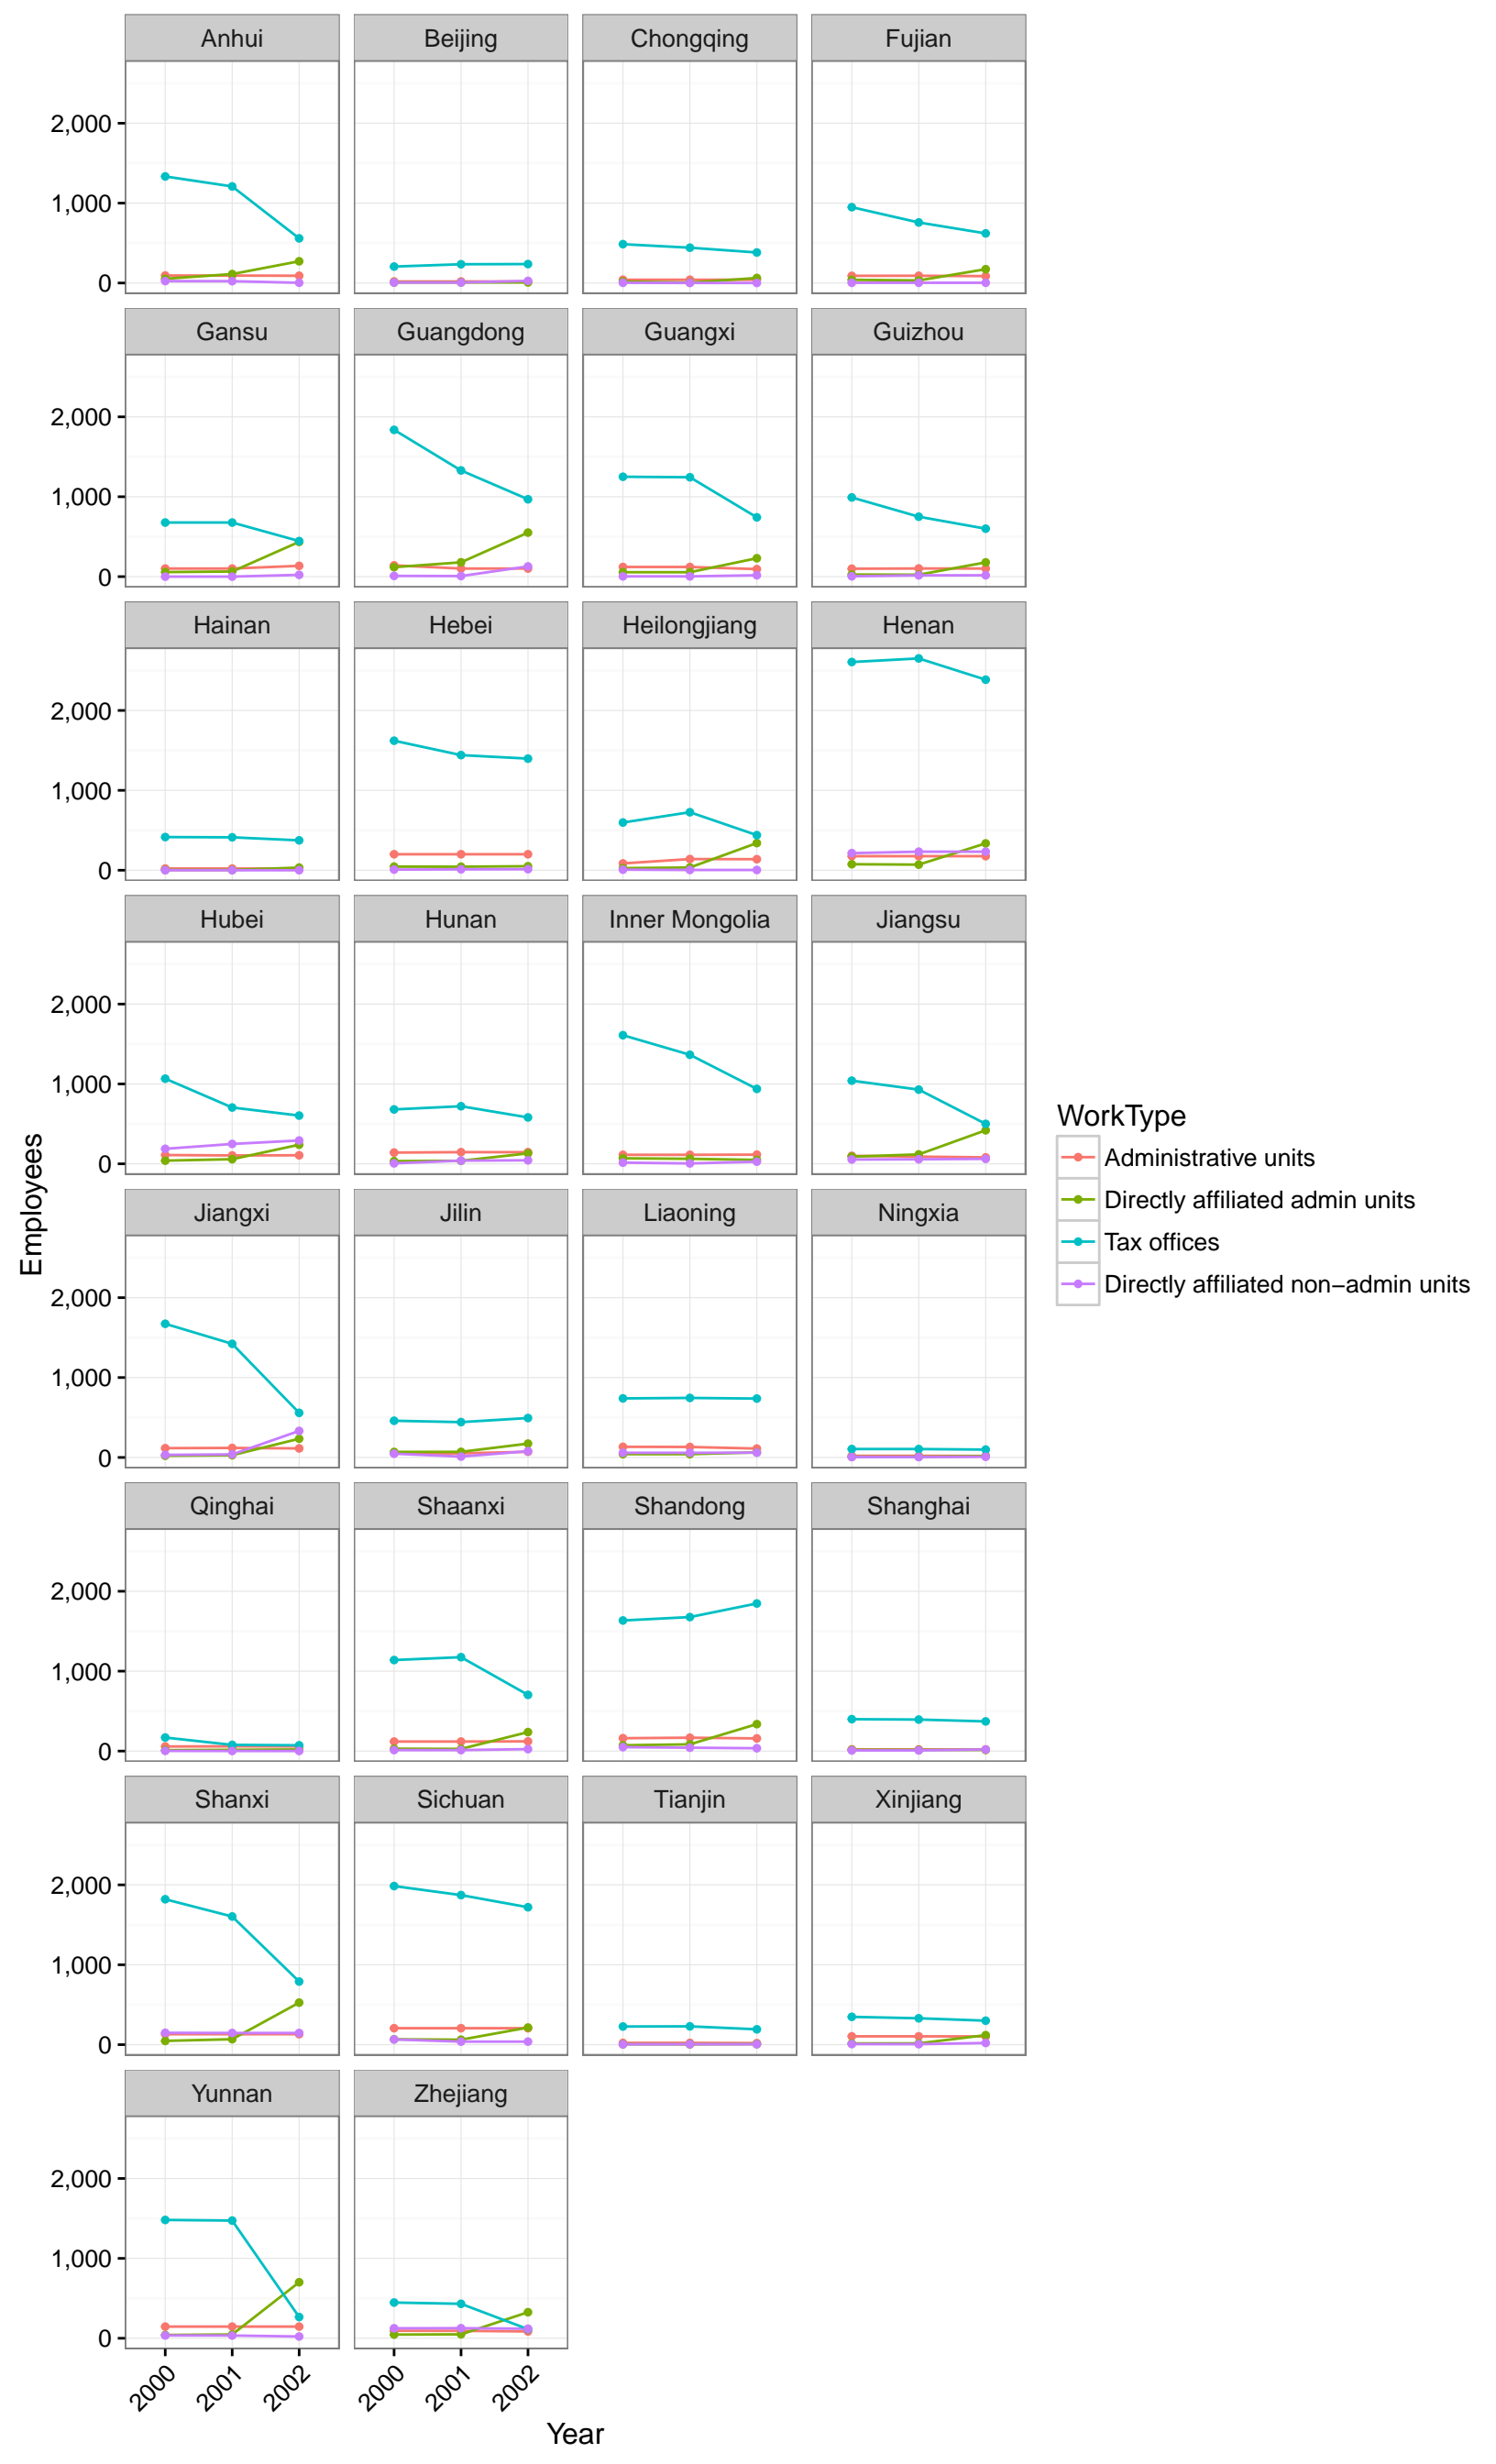 Anhui Beijing Chongqing Fujian
2,000
1,000
0
Gansu Guangdong Guangxi Guizhou
2,000
1,000
0
Hainan Hebei Heilongjiang Henan
2,000
1,000
0
Hubei Hunan Inner Mongolia Jiangsu
2,000
1,000
0
Employees
WorkType
Administrative units
Directly affiliated admin units
Tax offices
Directly affiliated non−admin units
Jiangxi Jilin Liaoning Ningxia
2,000
1,000
0
Qinghai Shaanxi Shandong Shanghai
2,000
1,000
0
Shanxi Sichuan Tianjin Xinjiang
2,000
1,000
0
Yunnan Zhejiang
2,000
1,000
0
2000 2001 2002 2000 2001 2002
Year